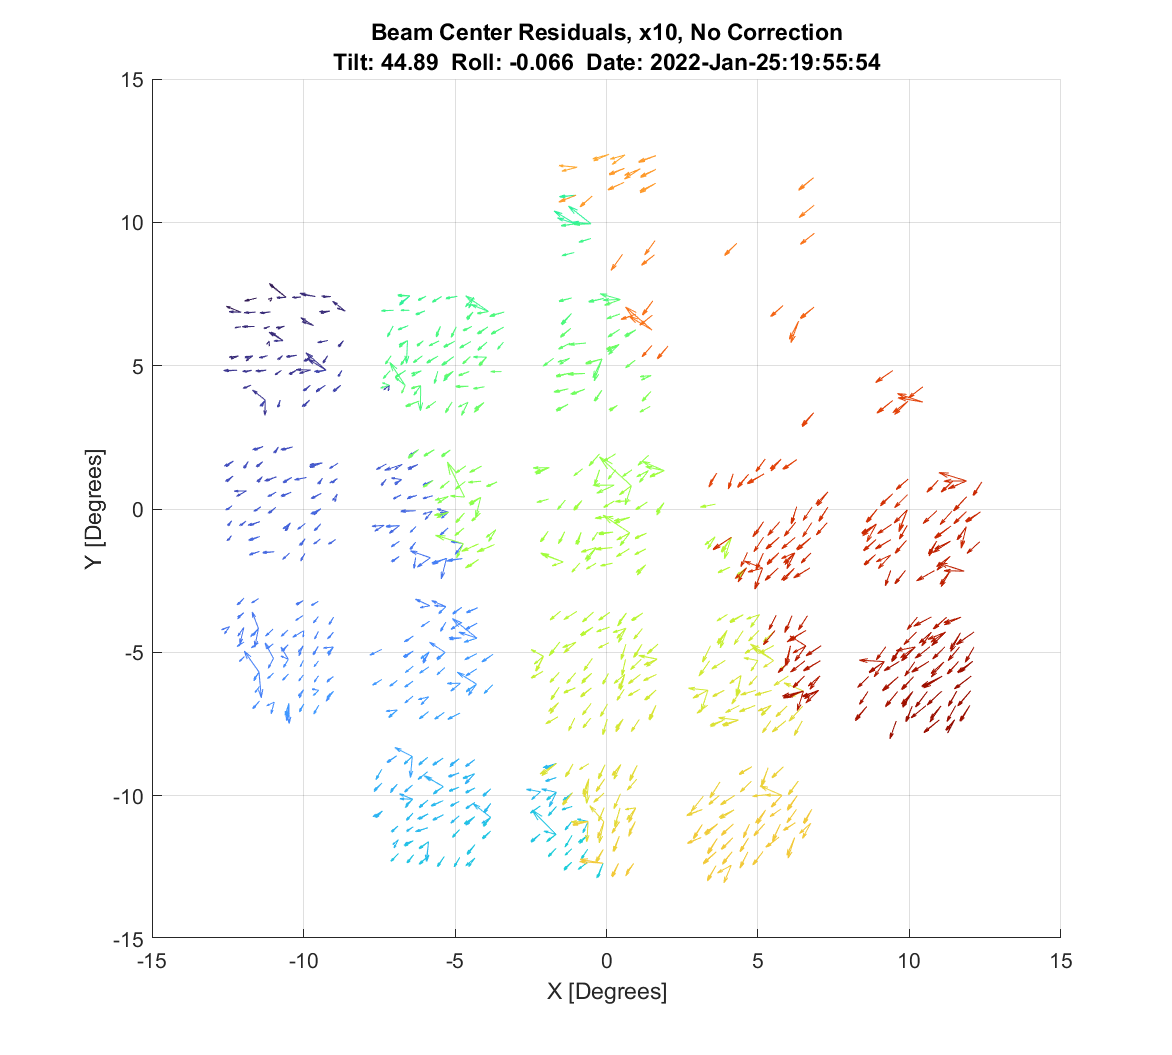 Beam Center Residuals, x10, No Correction
Tilt: 44.89  Roll: -0.066  Date: 2022-Jan-25:19:55:54
15
10
5
0
-5
-10
-15
Y [Degrees]
-15 -10 -5 0 5 10 15
X [Degrees]